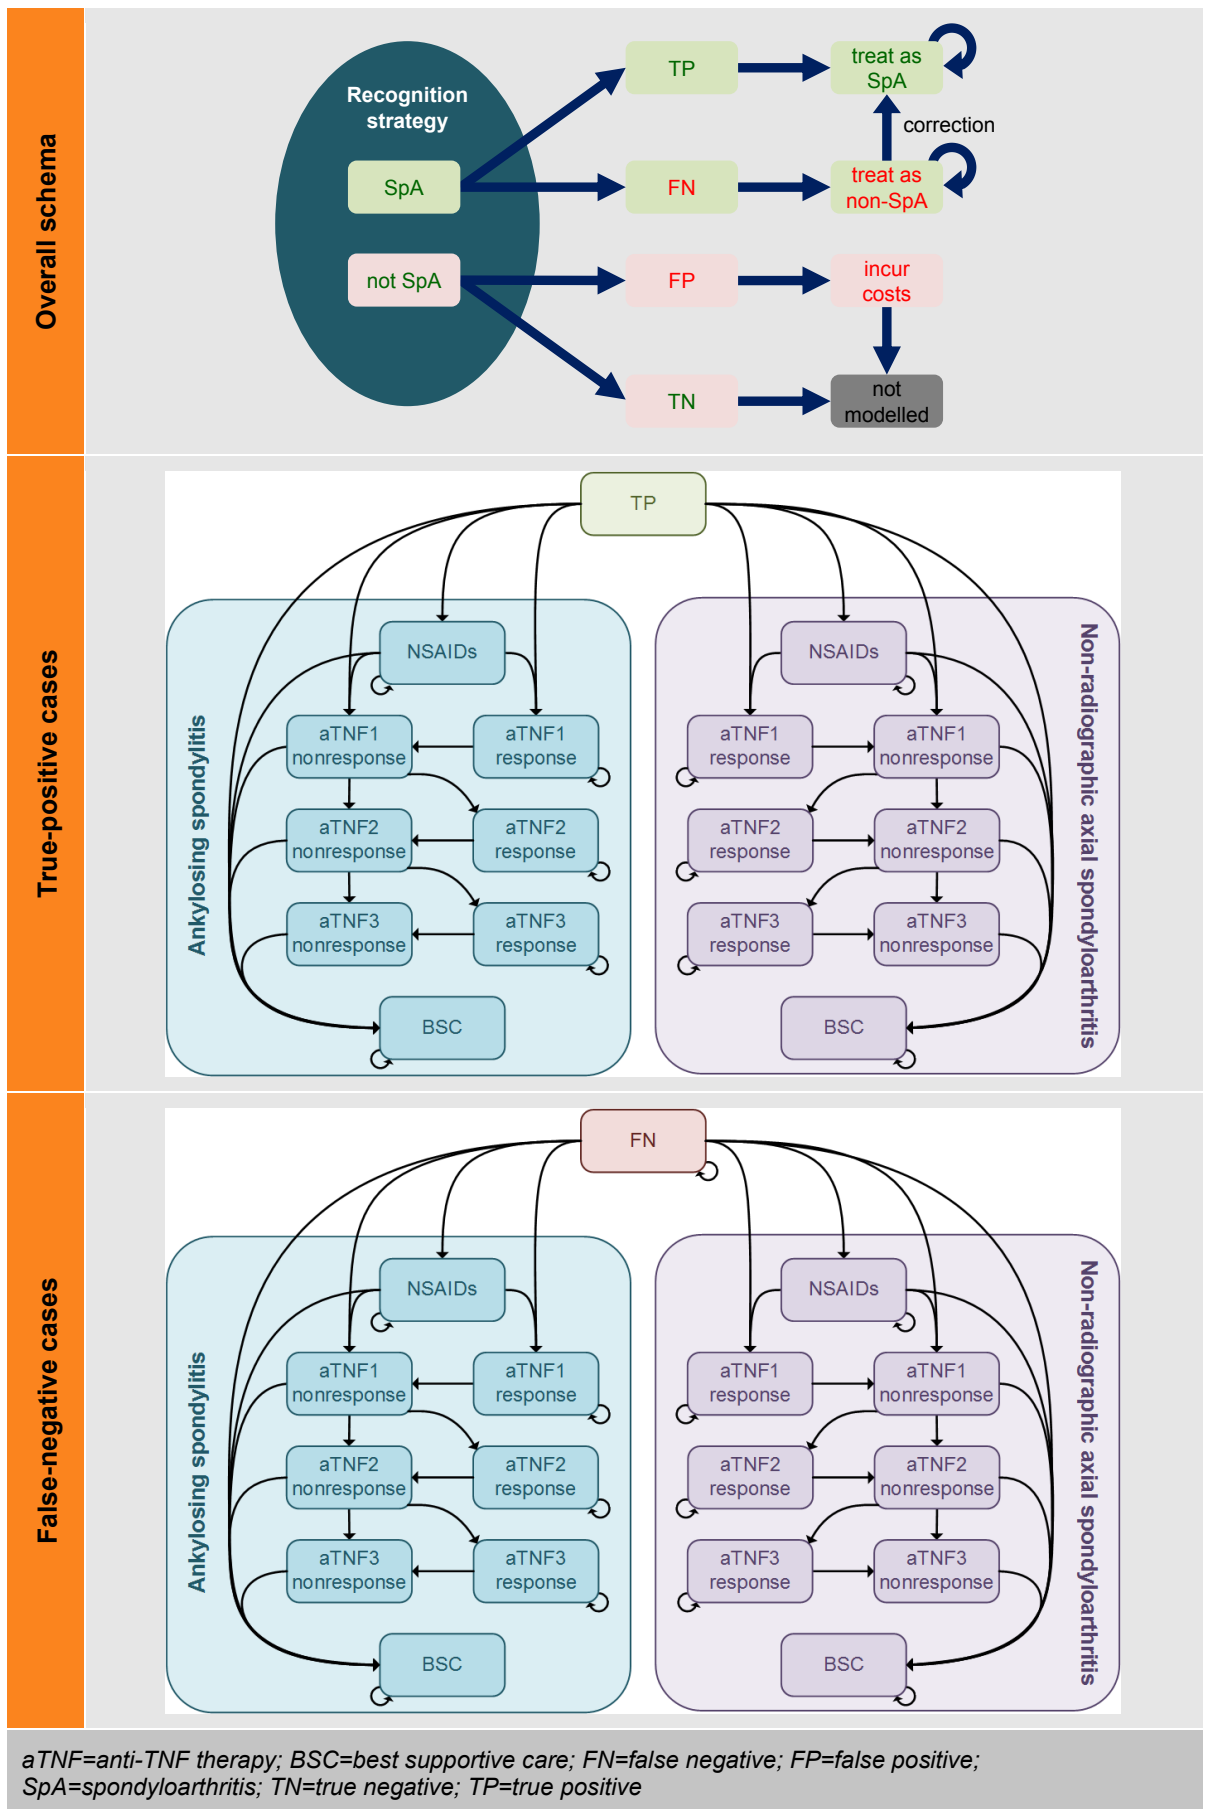 Overall schema
Recognition
strategy
SpA
not SpA
TP
FN
FP
TN
treat as
SpA
correction
treat as
non-SpA
incur
costs
not
modelled
True-positive cases
TP
Ankylosing spondylitis
NSAIDs
aTNF1
nonresponse
aTNF1
response
aTNF2
nonresponse
aTNF2
response
aTNF3
nonresponse
aTNF3
response
BSC
Non-radiographic axial spondyloarthritis
NSAIDs
aTNF1
response
aTNF1
nonresponse
aTNF2
response
aTNF2
nonresponse
aTNF3
response
aTNF3
nonresponse
BSC
False-negative cases
FN
Ankylosing spondylitis
NSAIDs
aTNF1
nonresponse
aTNF1
response
aTNF2
nonresponse
aTNF2
response
aTNF3
nonresponse
aTNF3
response
BSC
Non-radiographic axial spondyloarthritis
NSAIDs
aTNF1
response
aTNF1
nonresponse
aTNF2
response
aTNF2
nonresponse
aTNF3
response
aTNF3
nonresponse
BSC
aTNF=anti-TNF therapy; BSC=best supportive care; FN=false negative; FP=false positive;
SpA=spondyloarthritis; TN=true negative; TP=true positive